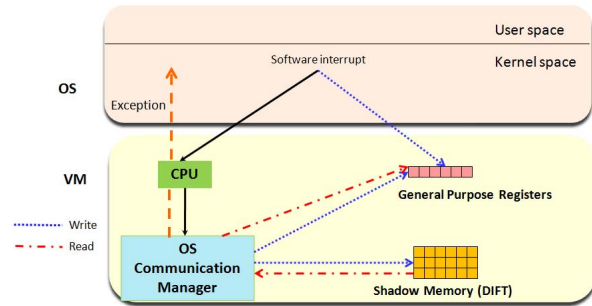 User space
Software interrupt
Kernel space
OS
Exception
VM
CPU
General Purpose Registers
Write
Read
OS
Communication
Manager
Shadow Memory (DIFT)